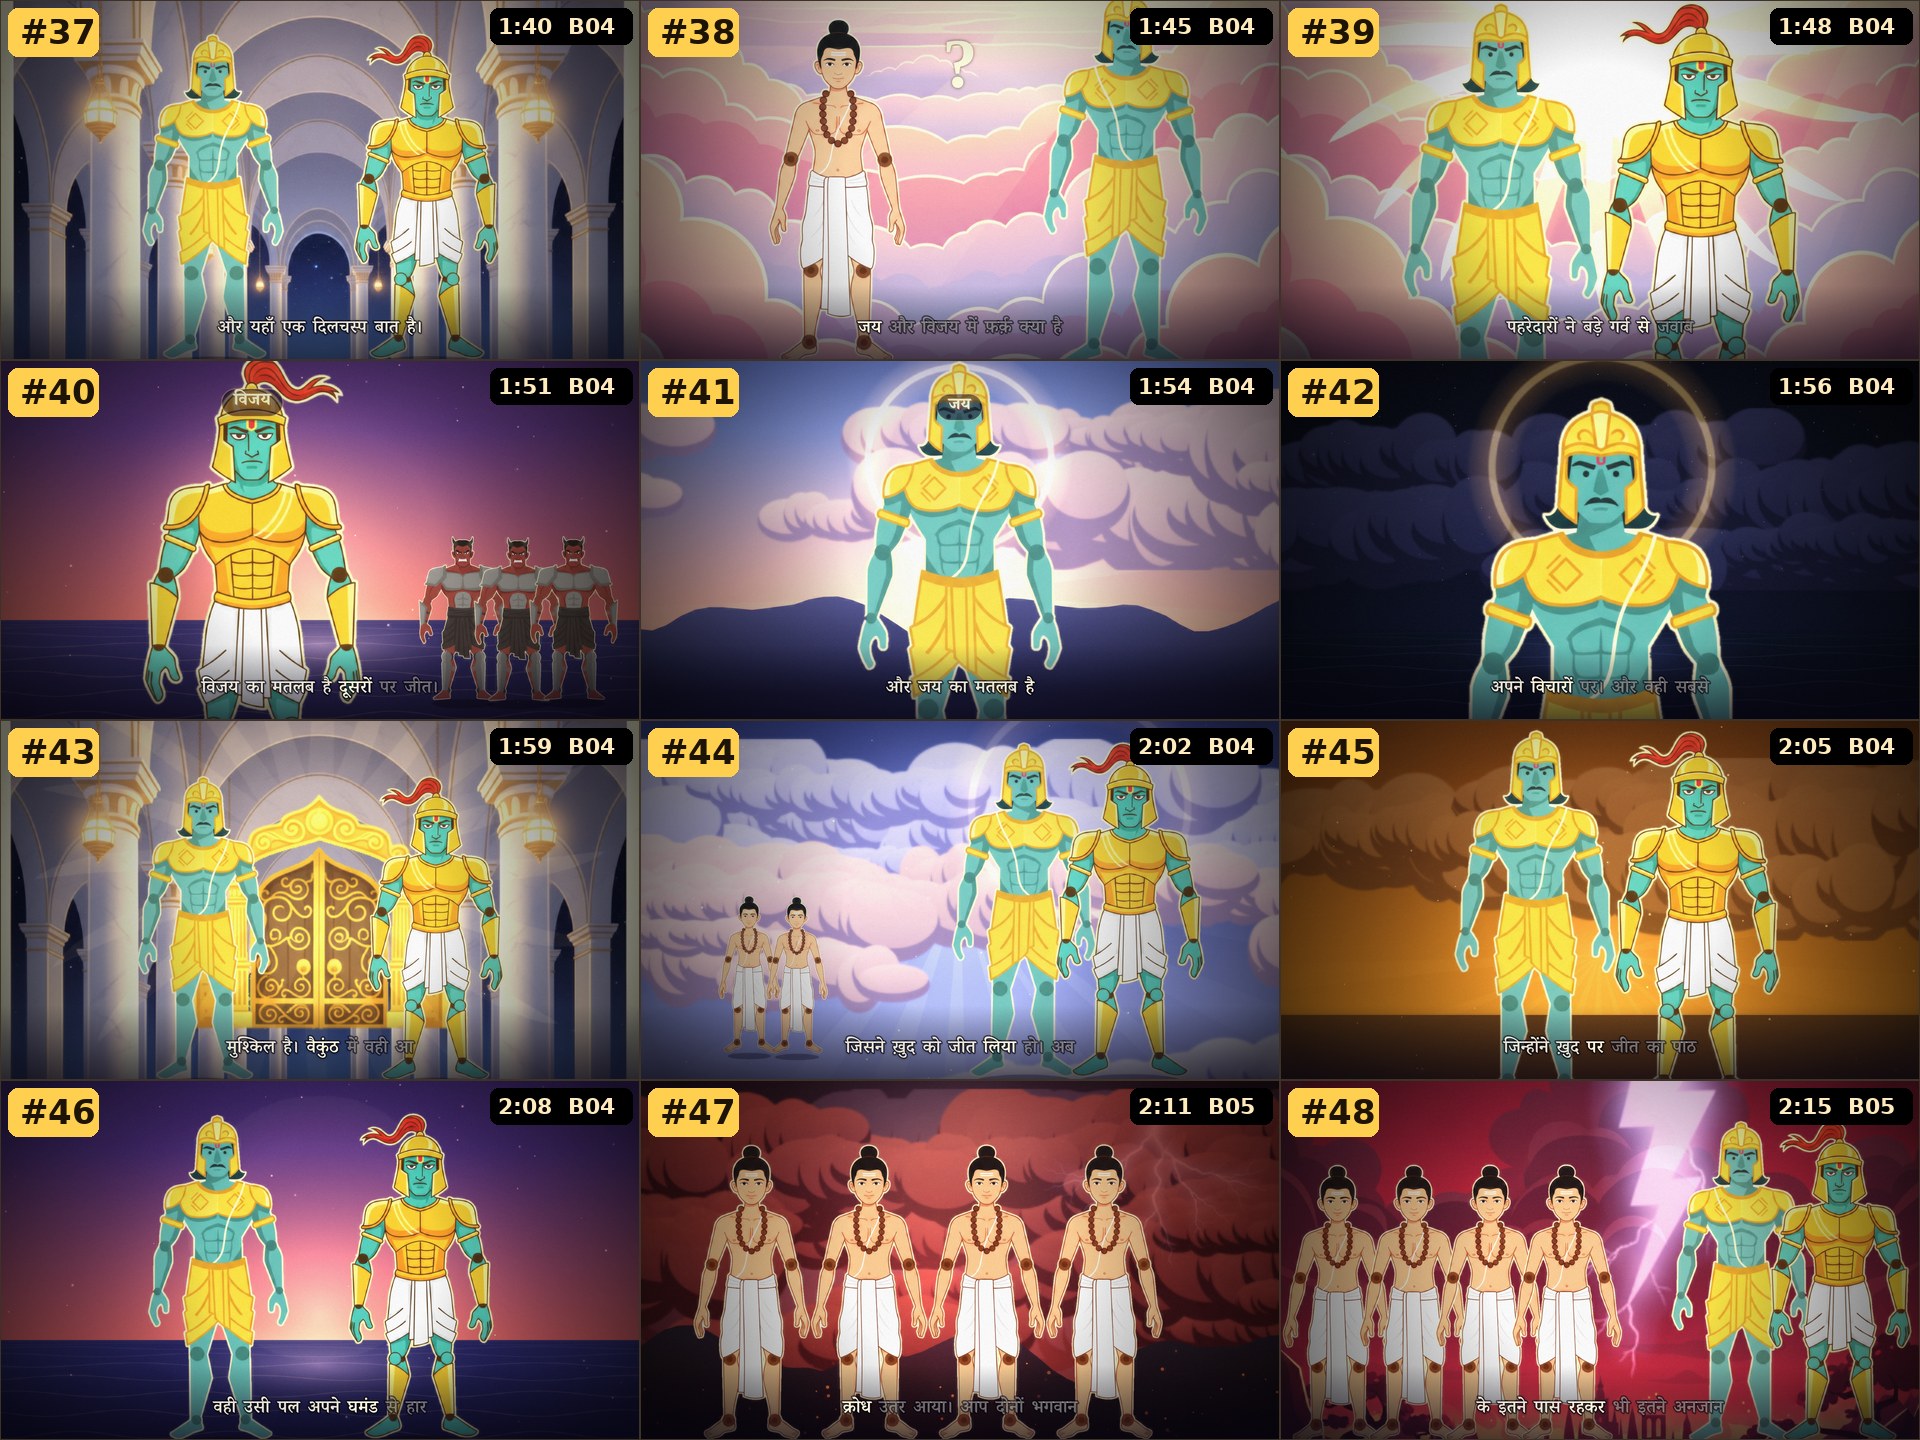 #37
1:40 B04
और यहाँ एक दिलचस्प बात है।
#38
1:45 B04
?
जय और विजय में फ़र्क़ क्या है
#39
1:48 B04
पहरेदारों ने बड़े गर्व से जवाब
#40
1:51 B04
विजय
विजय का मतलब है दूसरों पर जीत।
#41
1:54 B04
जय
और जय का मतलब है
#42
1:56 B04
अपने विचारों पर। और वही सबसे
#43
1:59 B04
मुश्किल है। वैकुंठ में वही आ
#44
2:02 B04
जिसने ख़ुद को जीत लिया हो। अब
#45
2:05 B04
जिन्होंने ख़ुद पर जीत का पाठ
#46
2:08 B04
वही उसी पल अपने घमंड से हार
#47
2:11 B05
क्रोध उतर आया। आप दोनों भगवान
#48
2:15 B05
के इतने पास रहकर भी इतने अनजान